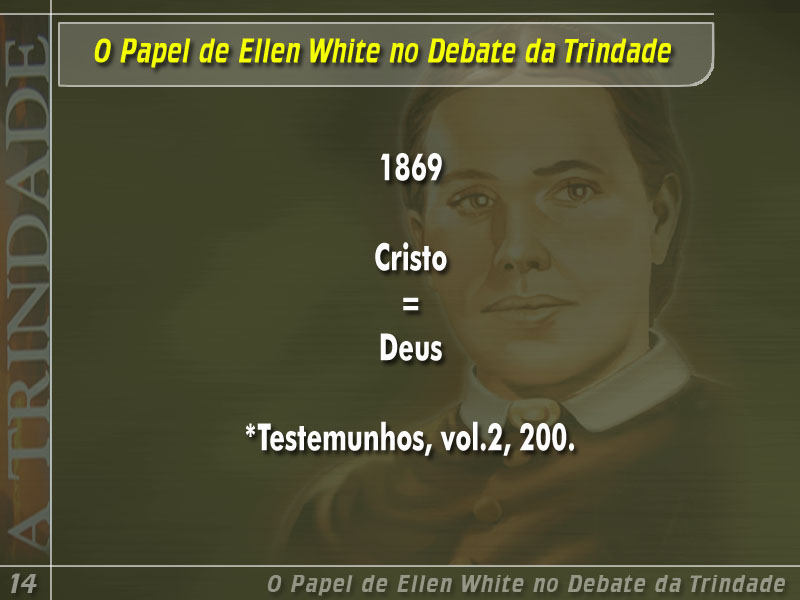 O Papel de Ellen White no Debate da Trindade
A TRINDADE
1869
Cristo
=
Deus
*Testemunhos, vol.2, 200.
14
O Papel de Ellen White no Debate da Trindade